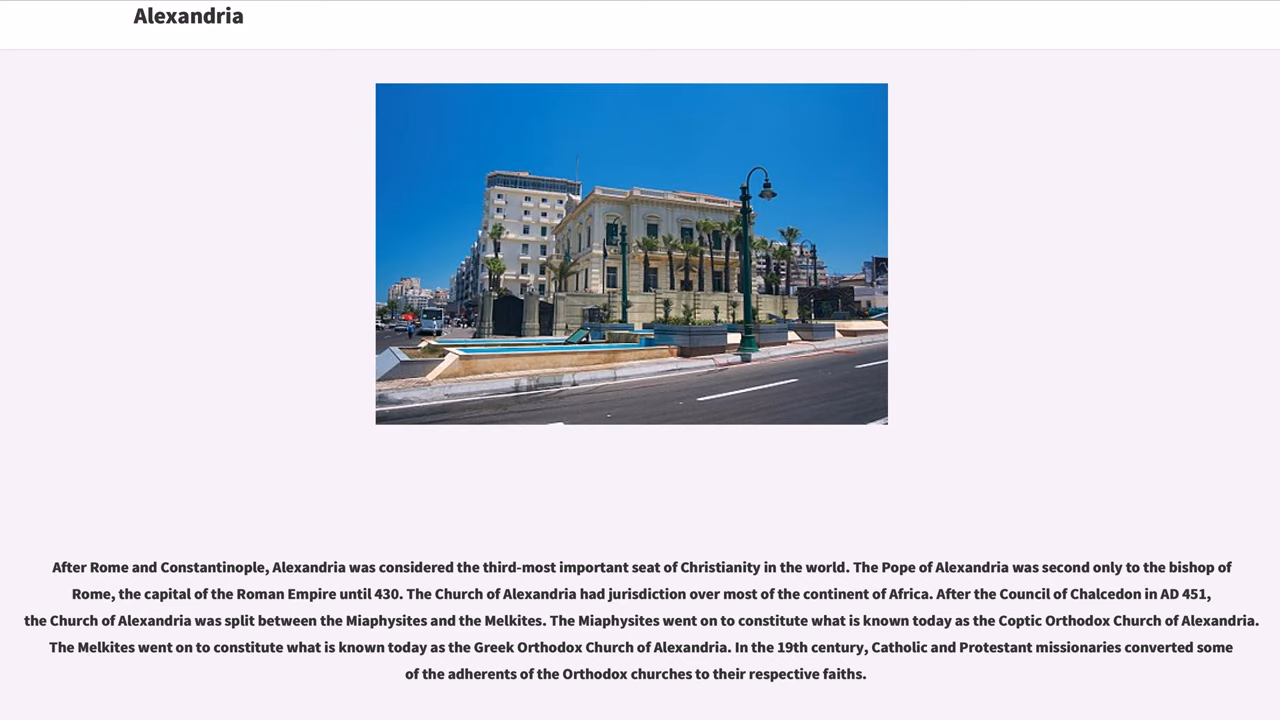 Alexandria
After Rome and Constantinople, Alexandria was considered the third-most important seat of Christianity in the world. The Pope of Alexandria was second only to the bishop of
Rome, the capital of the Roman Empire until 430. The Church of Alexandria had jurisdiction over most of the continent of Africa. After the Council of Chalcedon in AD 451,
the Church of Alexandria was split between the Miaphysites and the Melkites. The Miaphysites went on to constitute what is known today as the Coptic Orthodox Church of Alexandria.
The Melkites went on to constitute what is known today as the Greek Orthodox Church of Alexandria. In the 19th century, Catholic and Protestant missionaries converted some
of the adherents of the Orthodox churches to their respective faiths.